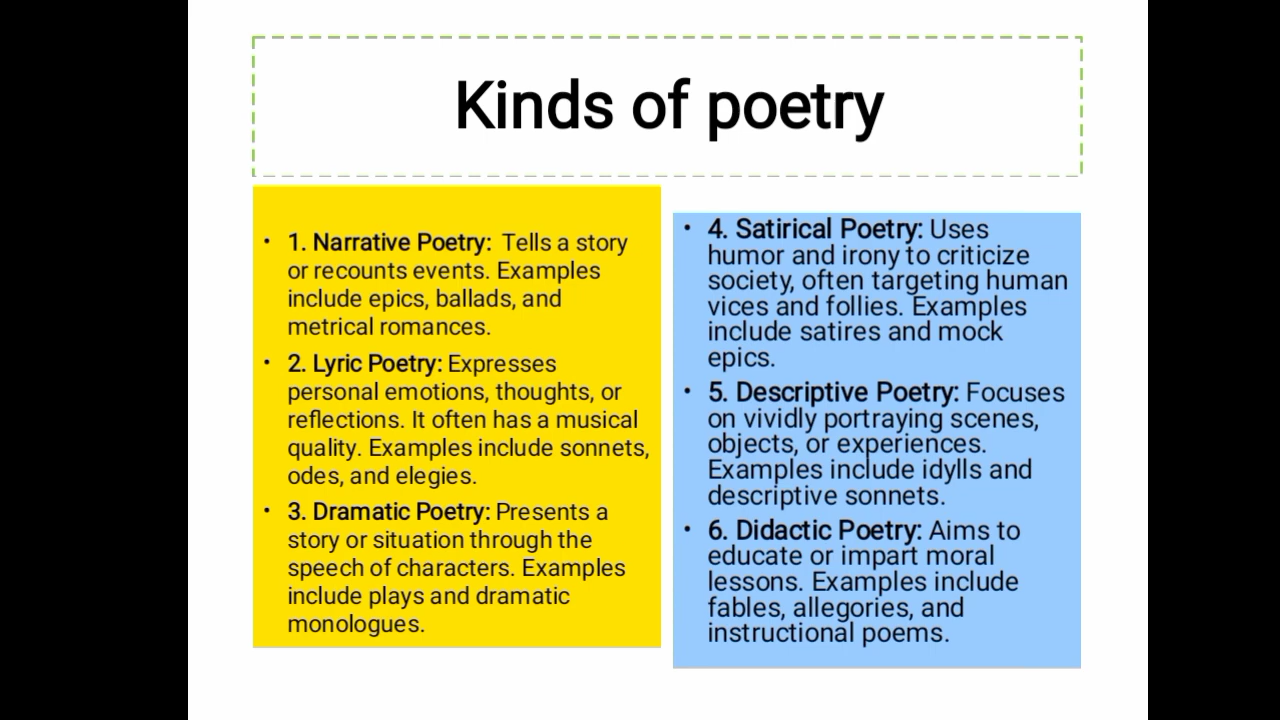 Kinds of poetry
• 1. Narrative Poetry: Tells a story
or recounts events. Examples
include epics, ballads, and
metrical romances.
• 2. Lyric Poetry: Expresses
personal emotions, thoughts, or
reflections. It often has a musical
quality. Examples include sonnets,
odes, and elegies.
• 3. Dramatic Poetry: Presents a
story or situation through the
speech of characters. Examples
include plays and dramatic
monologues.
• 4. Satirical Poetry: Uses
humor and irony to criticize
society, often targeting human
vices and follies. Examples
include satires and mock
epics.
• 5. Descriptive Poetry: Focuses
on vividly portraying scenes,
objects, or experiences.
Examples include idylls and
descriptive sonnets.
• 6. Didactic Poetry: Aims to
educate or impart moral
lessons. Examples include
fables, allegories, and
instructional poems.